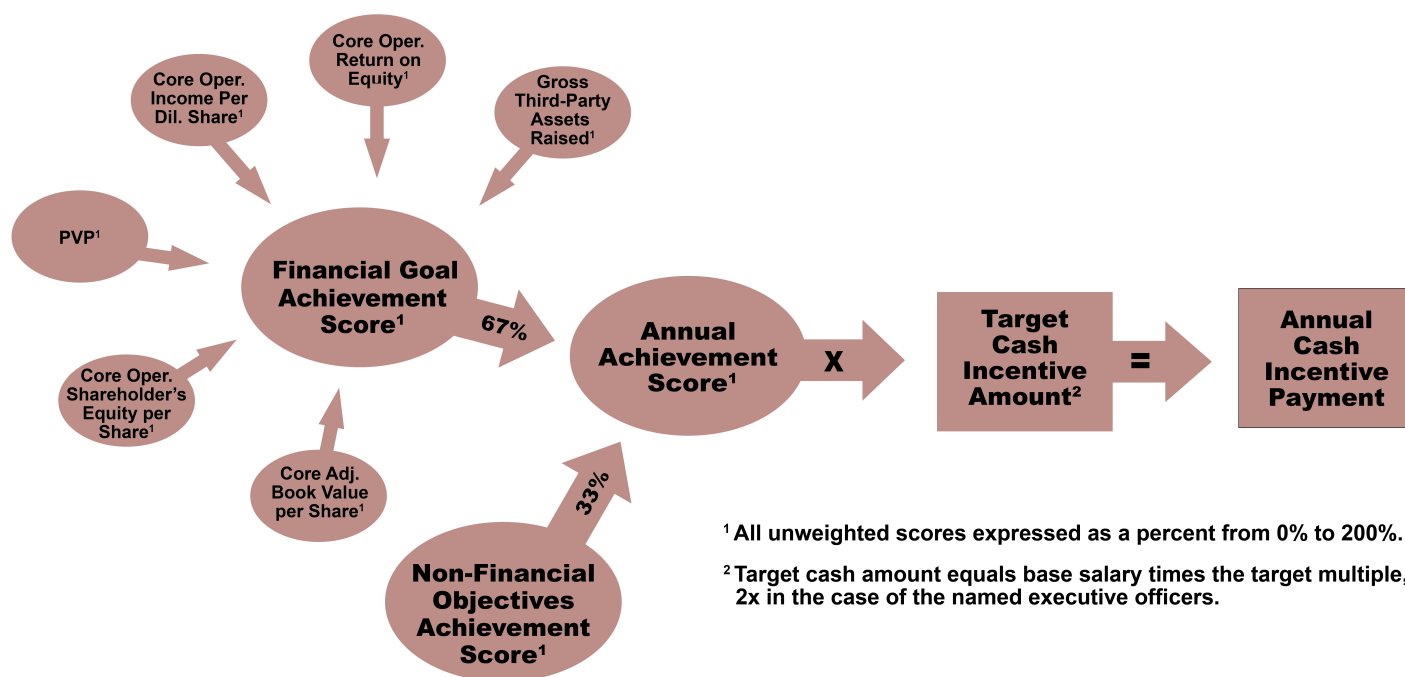 Core Oper.
Return on
Equity¹
Core Oper.
Income Per
Dil. Share¹
Gross
Third-Party
Assets
Raised¹
PVP¹
Financial Goal
Achievement
Score¹
67%
Core Oper.
Shareholder’s
Equity per
Share¹
Core Adj.
Book Value
per Share¹
Non-Financial
Objectives
Achievement
Score¹
33%
Annual
Achievement
Score¹
X
Target
Cash
Incentive
Amount²
=
Annual
Cash
Incentive
Payment
¹ All unweighted scores expressed as a percent from 0% to 200%.
² Target cash amount equals base salary times the target multiple,
2x in the case of the named executive officers.